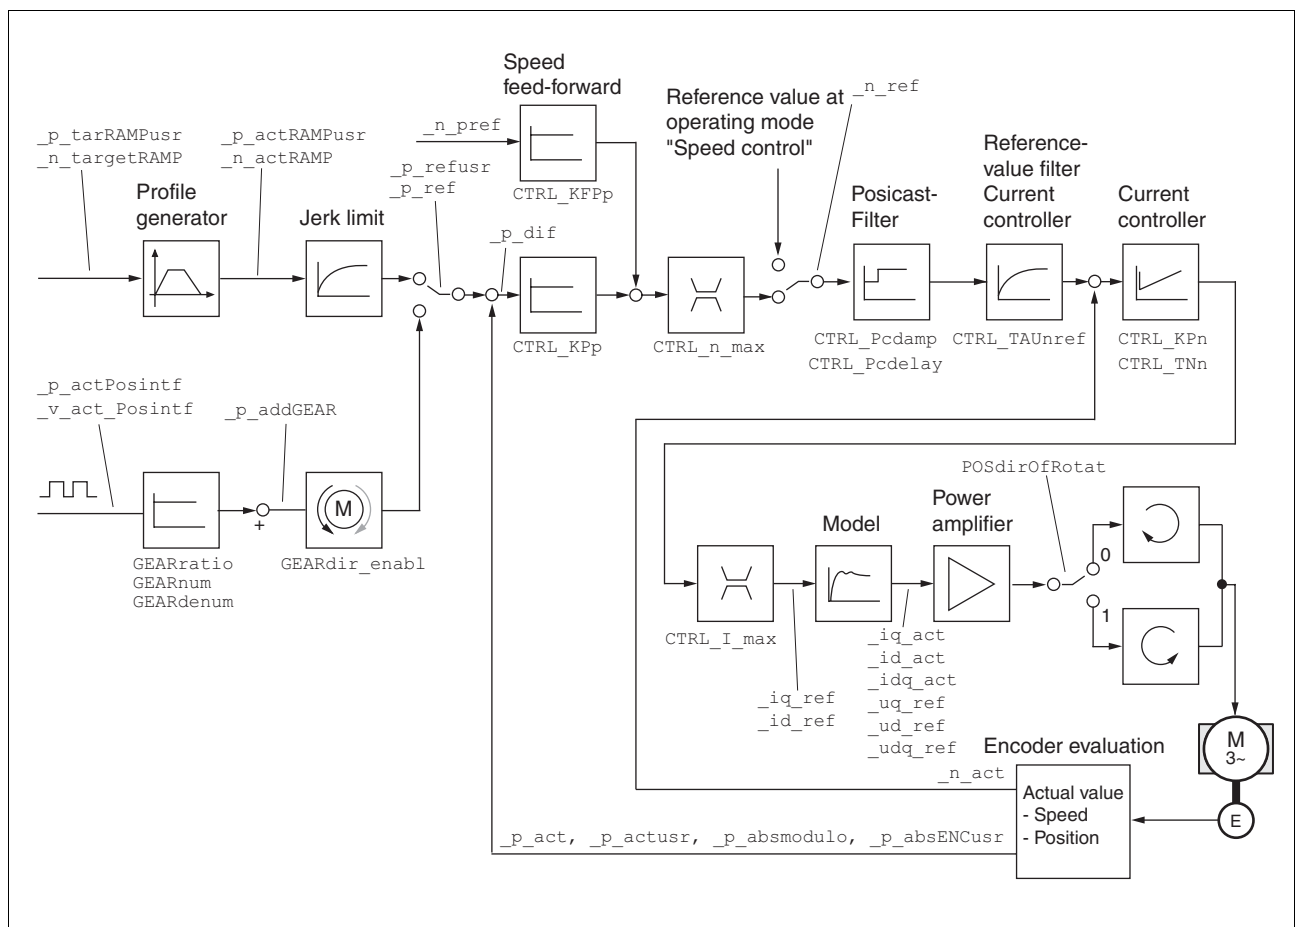 Speed
feed-forward
_n_pref
CTRL_KFPp
Reference value at
operating mode
"Speed control"
_n_ref
_p_tarRAMPusr
_n_targetRAMP
_p_actRAMPusr
_n_actRAMP
_p_refusr
_p_ref
Profile
generator
Jerk limit
_p_dif
CTRL_KPp
CTRL_n_max
Posicast-
Filter
CTRL_Pcdamp
CTRL_Pcdelay
Reference-
value filter
Current
controller
CTRL_TAUnref
Current
controller
CTRL_KPn
CTRL_TNn
_p_actPosintf
_v_act_Posintf
_p_addGEAR
+
M
GEARratio
GEARnum
GEARdenum
GEARdir_enabl
POSdirOfRotat
Model
Power
amplifier
0
1
CTRL_I_max
_iq_ref
_id_ref
_iq_act
_id_act
_idq_act
_uq_ref
_ud_ref
_udq_ref
M
3~
E
Encoder evaluation
_n_act
Actual value
- Speed
- Position
_p_act, _p_actusr, _p_absmodulo, _p_absENCusr